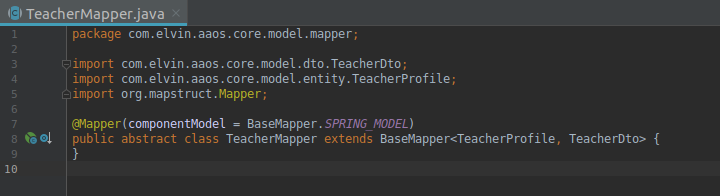 TeacherMapper.java
1 package com.elvin.aaos.core.model.mapper;
2
3 import com.elvin.aaos.core.model.dto.TeacherDto;
4 import com.elvin.aaos.core.model.entity.TeacherProfile;
5 import org.mapstruct.Mapper;
6
7 @Mapper(componentModel = BaseMapper.SPRING_MODEL)
8 public abstract class TeacherMapper extends BaseMapper<TeacherProfile, TeacherDto> {
9 }
10